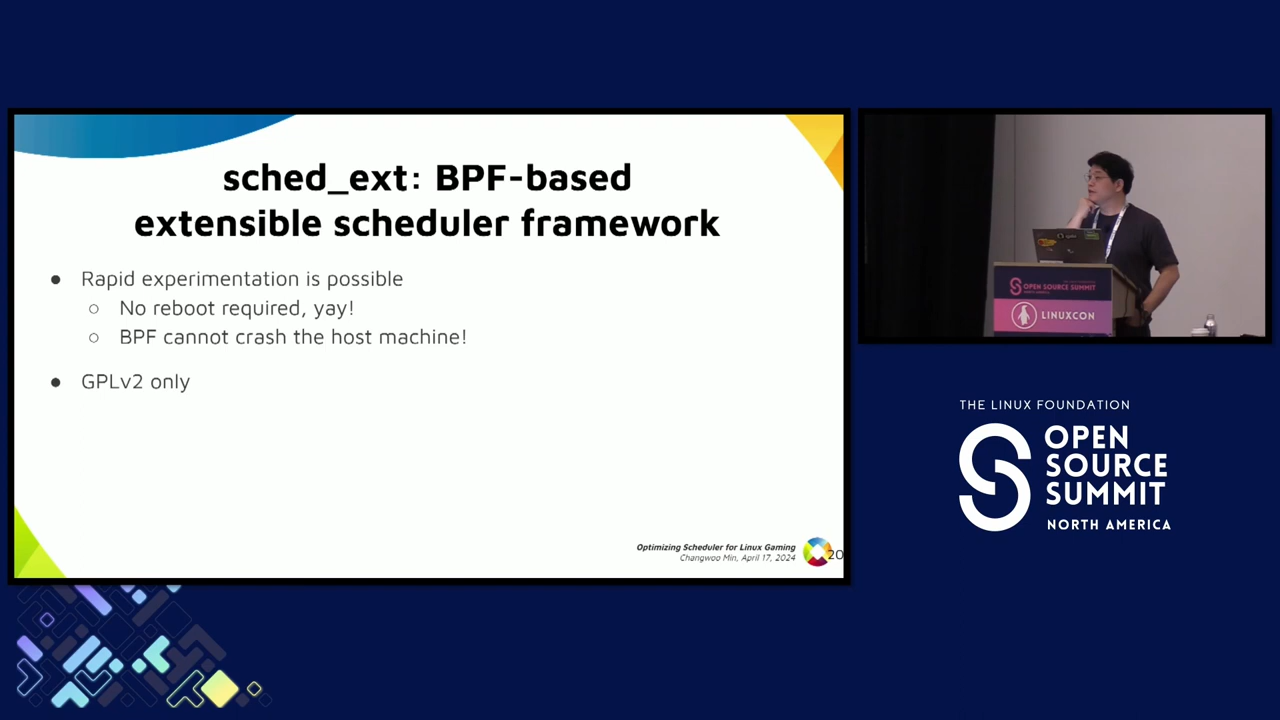 sched_ext: BPF-based
extensible scheduler framework
● Rapid experimentation is possible
○ No reboot required, yay!
○ BPF cannot crash the host machine!
● GPLv2 only
Optimizing Scheduler for Linux Gaming
Changwoo Min, April 17, 2024
20
OPEN SOURCE SUMMIT
NORTH AMERICA
LINUXCON
THE LINUX FOUNDATION
OPEN
SOURCE
SUMMIT
NORTH AMERICA